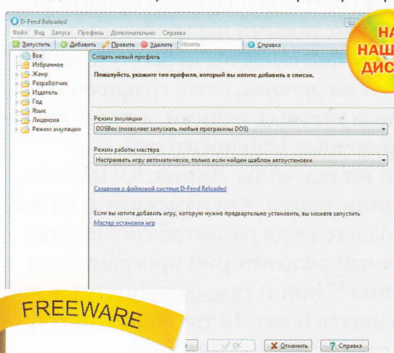 D-Fend Reloaded
Файл Вид Запуск Профиль Дополнительно Справка
Запустить Добавить Править Удалить Искать Справка
Все
Избранное
Жанр
Разработчик
Издатель
Год
Язык
Лицензия
Режим эмуляции
Создать новый профиль
Пожалуйста, укажите тип профиля, который вы хотите добавить в список.
Режим эмуляции
DOSBox (позволяет запускать любые программы DOS)
Режим работы мастера
Настраивать игру автоматически, только если найден шаблон автоустановки
Сведения о файловой системе D-Fend Reloaded
Если вы хотите добавить игру, которую нужно предварительно установить, вы можете запустить
Мастер установки игр
OK Отменить Справка
НА
НАШ
ДИС
FREEWARE